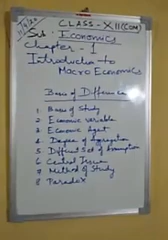 CLASS - XII (COM)
Sub. Economics
Chapter - 1
Introduction to
Macro Economics
Basis of Difference
1 Basis of Study
2 Economic variable
3 Economic Agent
4 Degree of Aggregation
5 Different Set of Assumption
6 Central Issue
7 Method of Study
8 Paradox